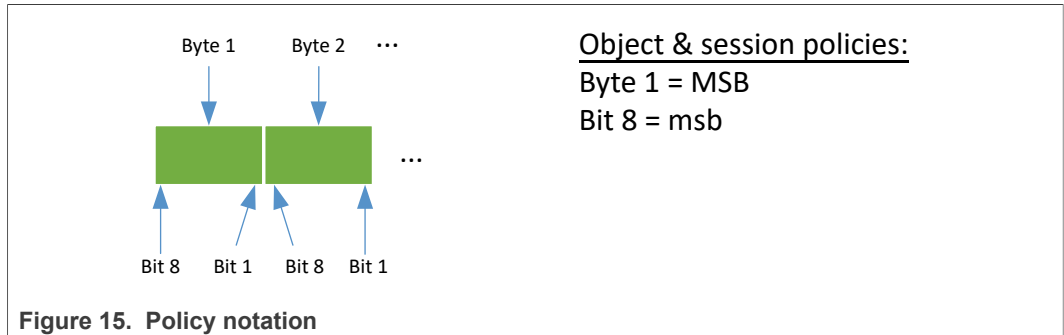 Byte 1 Byte 2 ...
Object & session policies:
Byte 1 = MSB
Bit 8 = msb
...
Bit 8 Bit 1 Bit 8 Bit 1
Figure 15. Policy notation